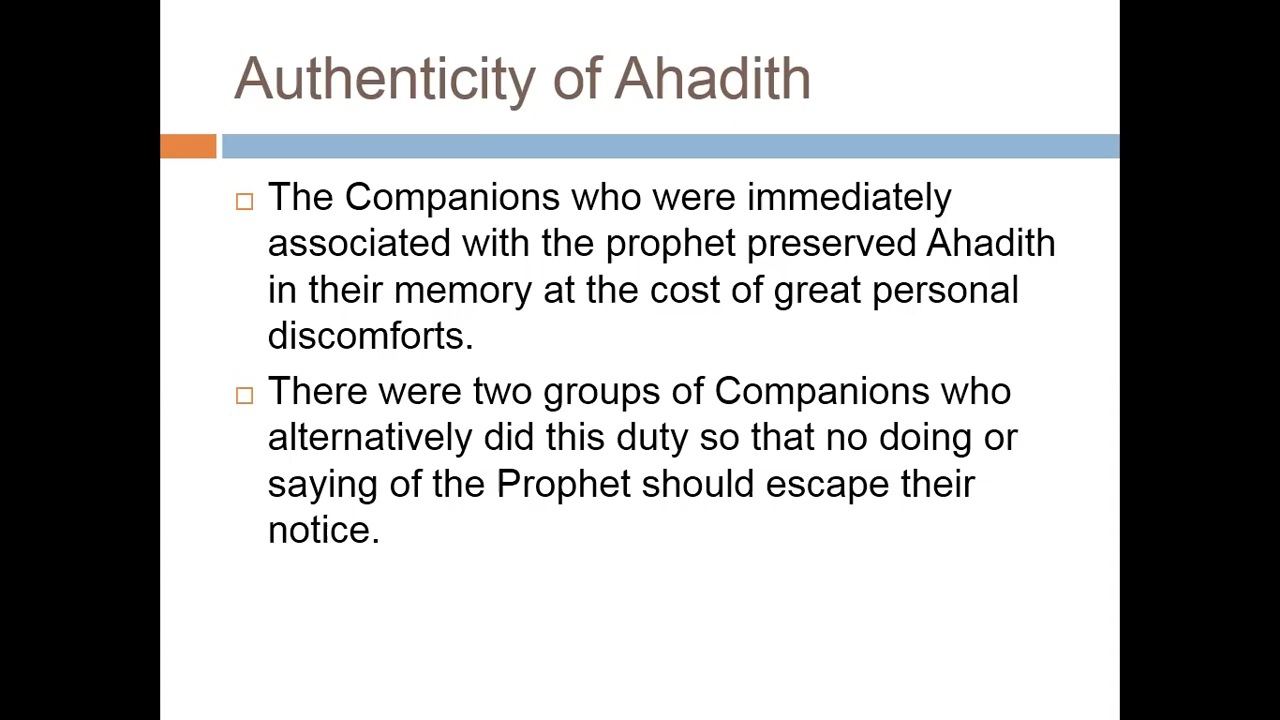 Authenticity of Ahadith
The Companions who were immediately
associated with the prophet preserved Ahadith
in their memory at the cost of great personal
discomforts.
There were two groups of Companions who
alternatively did this duty so that no doing or
saying of the Prophet should escape their
notice.